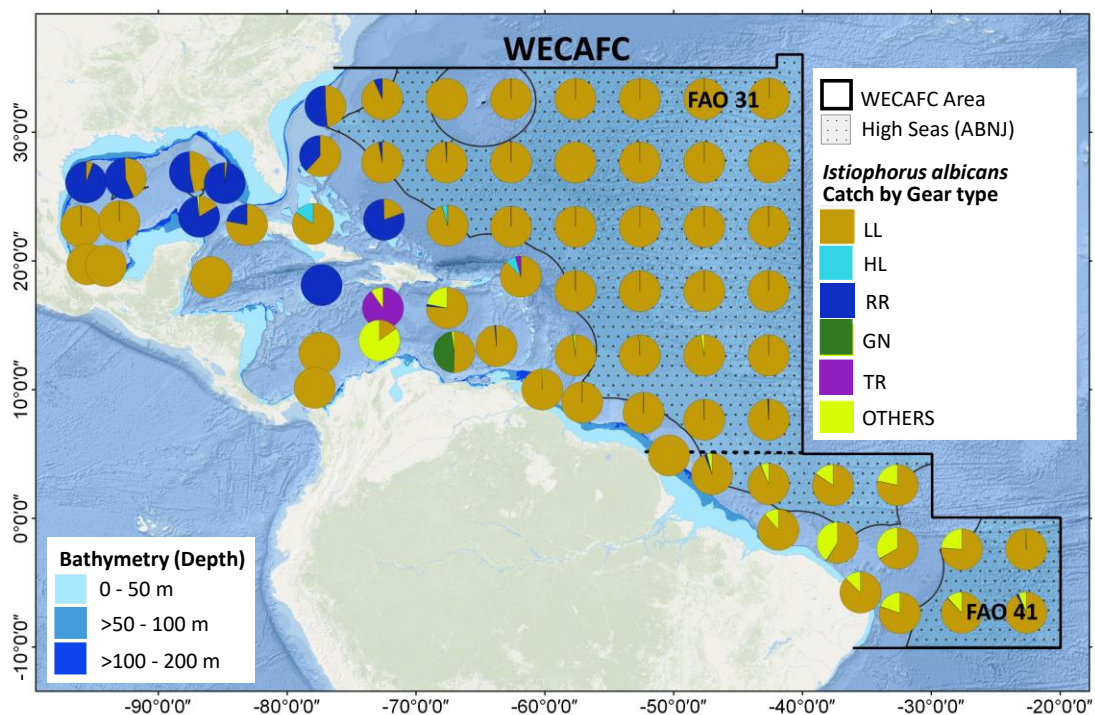 WECAFC
FAO 31
WECAFC Area
High Seas (ABNJ)
Istiophorus albicans
Catch by Gear type
LL
HL
RR
GN
TR
OTHERS
30°0'0"
20°0'0"
10°0'0"
0°0'0"
-10°0'0"
Bathymetry (Depth)
0 - 50 m
>50 - 100 m
>100 - 200 m
FAO 41
-90°0'0"
-80°0'0"
-70°0'0"
-60°0'0"
-50°0'0"
-40°0'0"
-30°0'0"
-20°0'0"